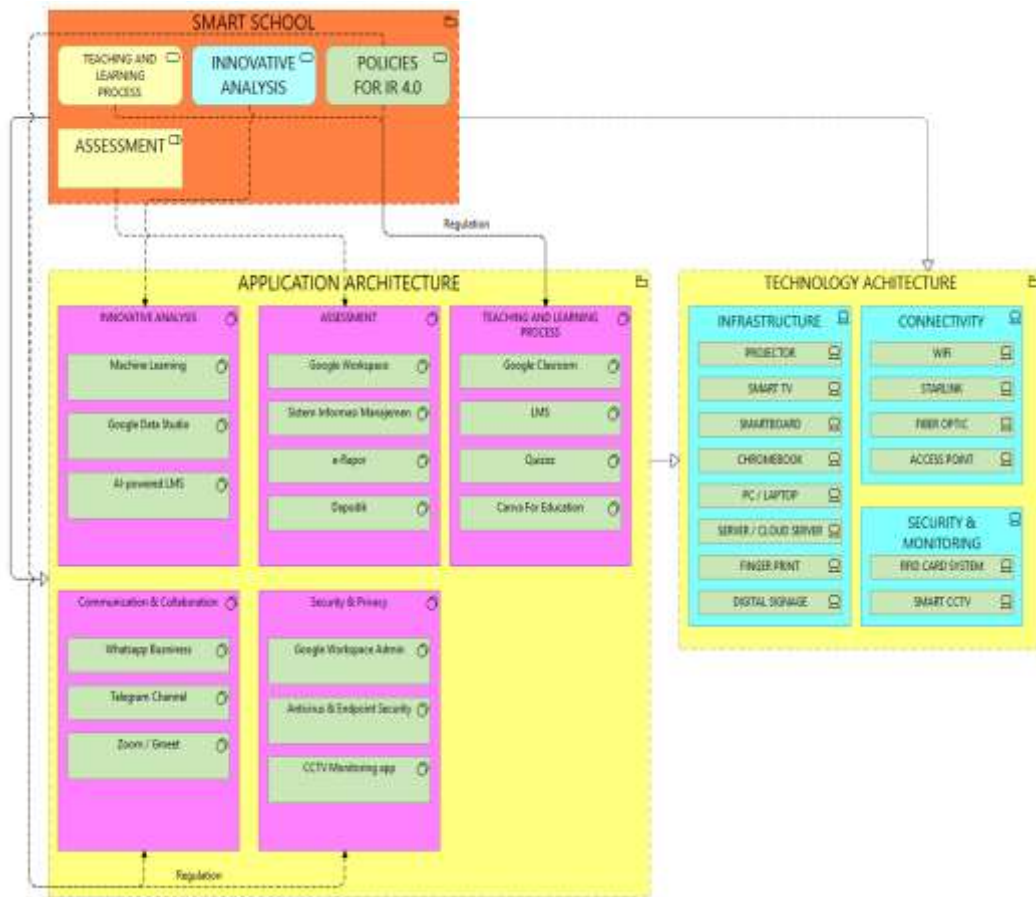 SMART SCHOOL
TEACHING AND
LEARNING
PROCESS
INNOVATIVE
ANALYSIS
POLICIES
FOR IR 4.0
ASSESSMENT
Regulation
APPLICATION ARCHITECTURE
INNOVATIVE ANALYSIS
Machine Learning
Google Data Studio
AI-powered LMS
ASSESSMENT
Google Workspace
Sistem Informasi Manajemen
e-Rapor
Dapodik
TEACHING AND LEARNING
PROCESS
Google Classrom
LMS
Quizizz
Canva For Education
Communication & Collaboration
Whatsapp Bisnniess
Telegram Channel
Zoom / Gmeet
Security & Privacy
Google Workspace Admin
Antivirus & Endpoint Security
CCTV Monitoring app
Regulation
TECHNOLOGY ACHITECTURE
INFRASTRUCTURE
PROJECTOR
SMART TV
SMARTBOARD
CHROMEBOOK
PC / LAPTOP
SERVER / CLOUD SERVER
FINGER PRINT
DIGITAL SIGNAGE
CONNECTIVITY
WIFI
STARLINK
FIBER OPTIC
ACCESS POINT
SECURITY &
MONITORING
RFID CARD SYSTEM
SMART CCTV